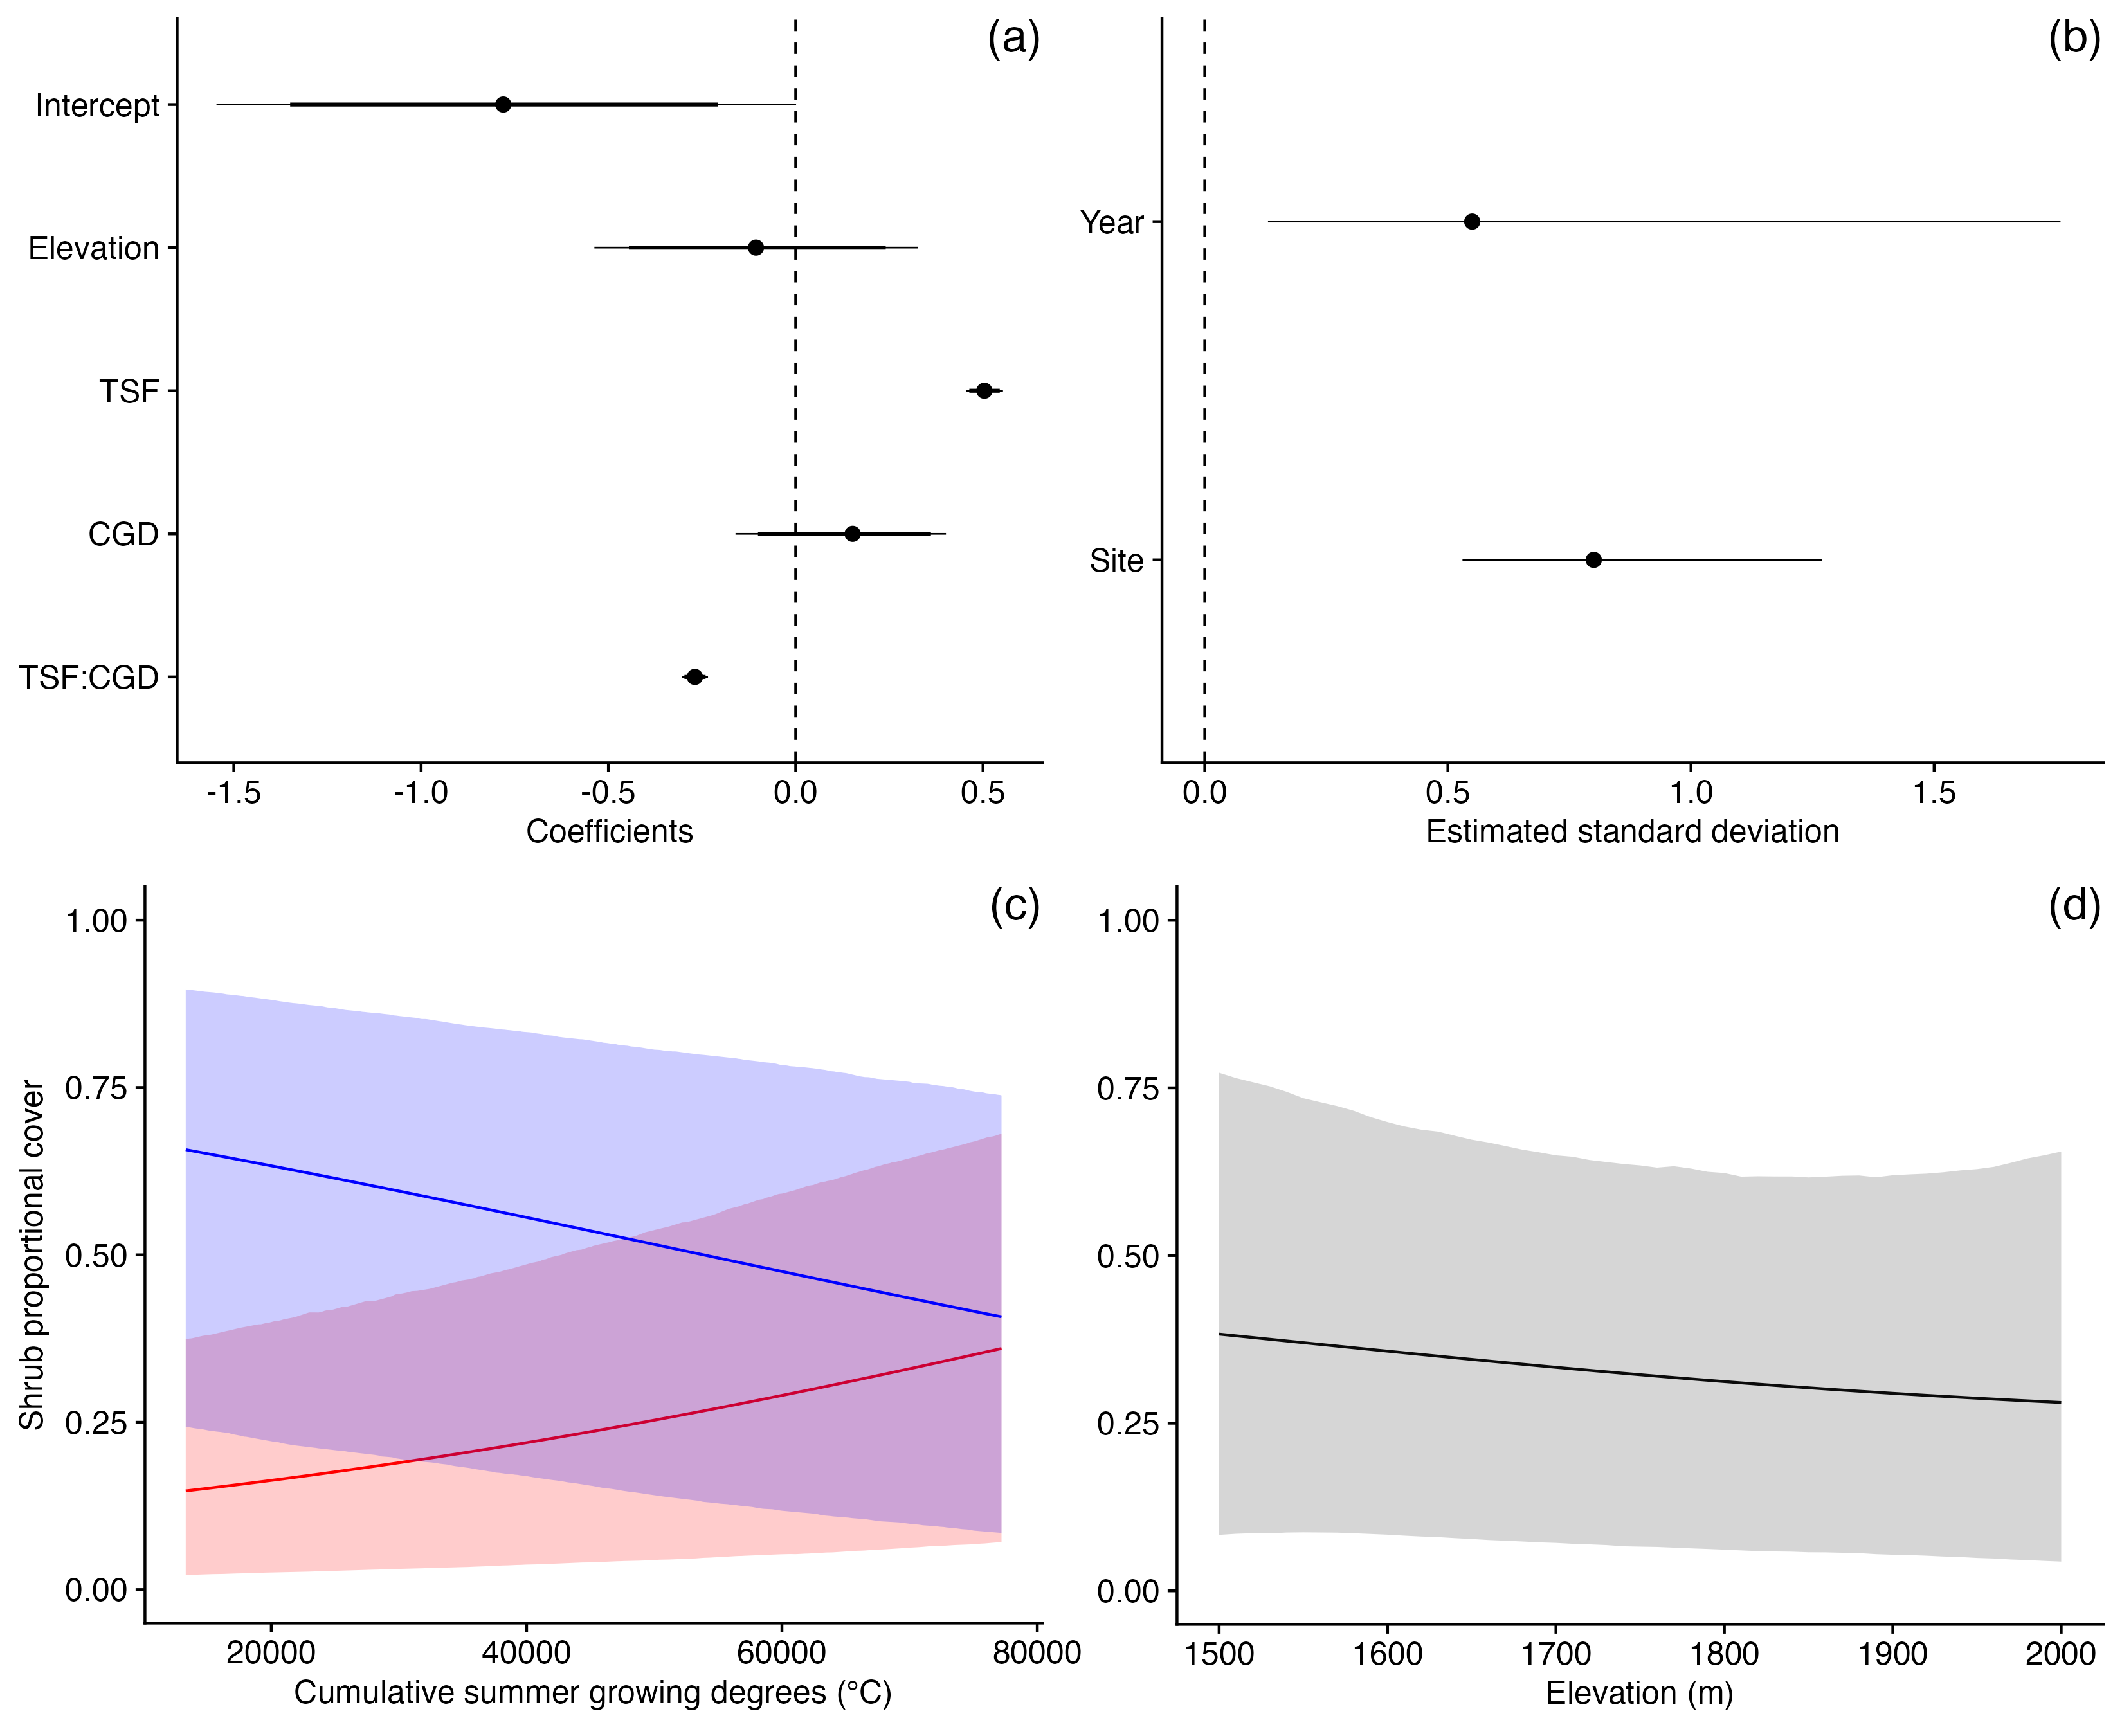 (a)
Intercept
Elevation
TSF
CGD
TSF:CGD
-1.5 -1.0 -0.5 0.0 0.5
Coefficients
(b)
Year
Site
0.0 0.5 1.0 1.5
Estimated standard deviation
(c)
Shrub proportional cover
1.00
0.75
0.50
0.25
0.00
20000 40000 60000 80000
Cumulative summer growing degrees (°C)
(d)
1.00
0.75
0.50
0.25
0.00
1500 1600 1700 1800 1900 2000
Elevation (m)